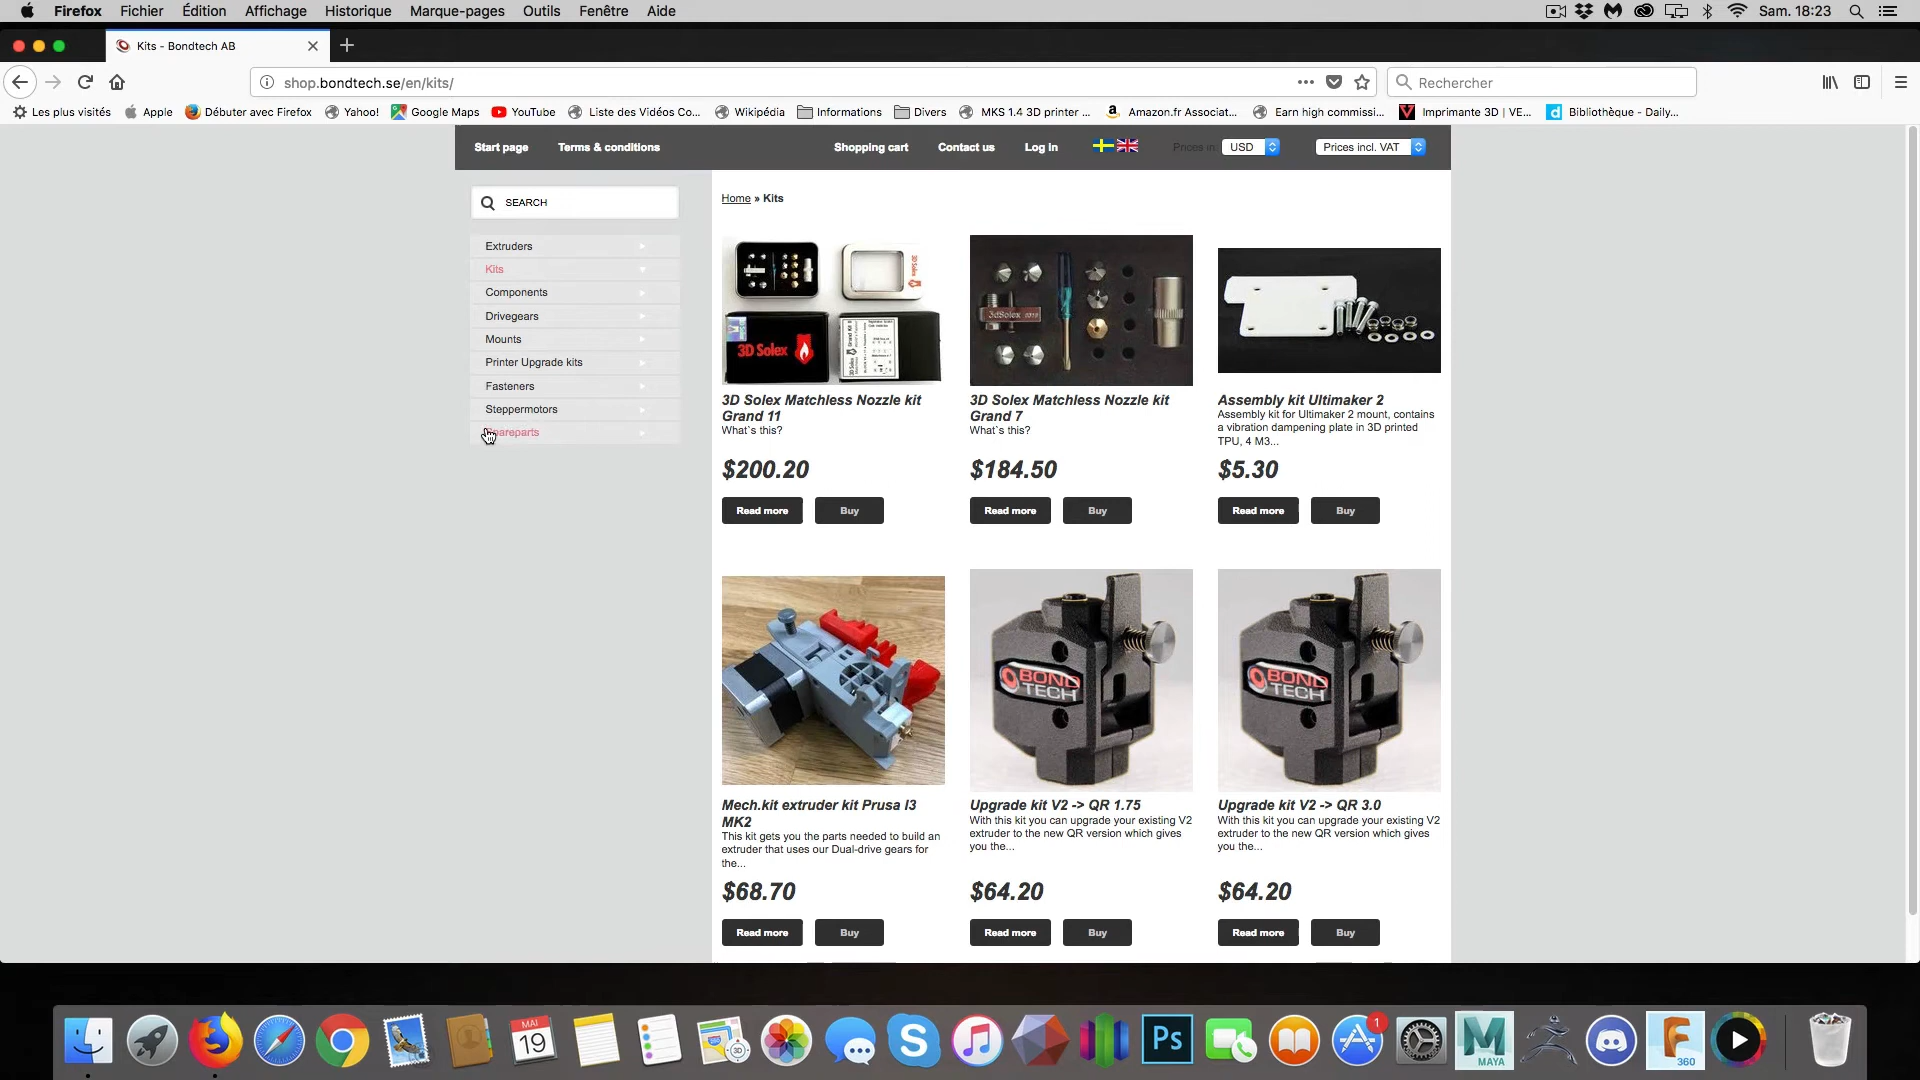 Firefox Fichier Édition Affichage Historique Marque-pages Outils Fenêtre Aide Sam. 18:23
Kits - Bondtech AB
shop.bondtech.se/en/kits/
Rechercher
Les plus visités Apple Débuter avec Firefox Yahoo! Google Maps YouTube Liste des Vidéos Co... Wikipédia Informations Divers MKS 1.4 3D printer ... Amazon.fr Associat... Earn high commissi... Imprimante 3D | VE... Bibliothèque - Daily...
Start page Terms & conditions Shopping cart Contact us Log in Prices in USD Prices incl. VAT
SEARCH
Extruders
Kits
Components
Drivegears
Mounts
Printer Upgrade kits
Fasteners
Steppermotors
Spareparts
Home » Kits
3D Solex
3dSolex
3D Solex Matchless Nozzle kit Grand 11
What`s this?
$200.20
Read more Buy
3D Solex Matchless Nozzle kit Grand 7
What`s this?
$184.50
Read more Buy
Assembly kit Ultimaker 2
Assembly kit for Ultimaker 2 mount, contains
a vibration dampening plate in 3D printed
TPU, 4 M3...
$5.30
Read more Buy
Mech.kit extruder kit Prusa I3
MK2
This kit gets you the parts needed to build an
extruder that uses our Dual-drive gears for
the...
$68.70
Read more Buy
BOND
TECH
Upgrade kit V2 -> QR 1.75
With this kit you can upgrade your existing V2
extruder to the new QR version which gives
you the...
$64.20
Read more Buy
BOND
TECH
Upgrade kit V2 -> QR 3.0
With this kit you can upgrade your existing V2
extruder to the new QR version which gives
you the...
$64.20
Read more Buy
MAI
19
3D
Ps
1
MAYA
360